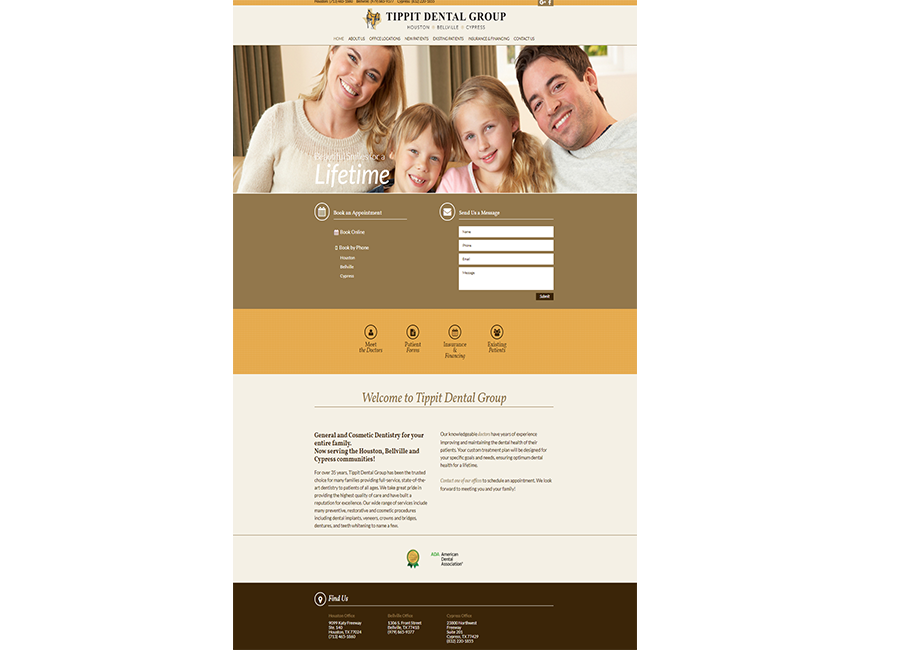 Houston (713) 465-1680 Bellville (979) 865-9377 Cypress (832) 220-1855
TIPPIT DENTAL GROUP
HOUSTON BELLVILLE CYPRESS
HOME ABOUT US OFFICE LOCATIONS NEW PATIENTS EXISTING PATIENTS INSURANCE & FINANCING CONTACT US
Beautiful Smiles for a
Lifetime
Book an Appointment
Book Online
Book by Phone
Houston
Bellville
Cypress
Send Us a Message
Name
Phone
Email
Message
Submit
Meet
the Doctors
Patient
Forms
Insurance
&
Financing
Existing
Patients
Welcome to Tippit Dental Group
General and Cosmetic Dentistry for your
entire family.
Now serving the Houston, Bellville and
Cypress communities!
For over 35 years, Tippit Dental Group has been the trusted
choice for many families providing full-service, state-of-the-
art dentistry to patients of all ages. We take great pride in
providing the highest quality of care and have built a
reputation for excellence. Our wide range of services include
many preventive, restorative and cosmetic procedures
including dental implants, veneers, crowns and bridges,
dentures, and teeth whitening to name a few.
Our knowledgeable doctors have years of experience
improving and maintaining the dental health of their
patients. Your custom treatment plan will be designed
for your specific goals and needs, ensuring optimum dental
health for a lifetime.
Contact one of our offices to schedule an appointment. We look
forward to meeting you and your family!
ADA American
Dental
Association
Find Us
Houston Office
9099 Katy Freeway
Ste. 140
Houston, TX 77024
(713) 465-1680
Bellville Office
1306 S. Front Street
Bellville, TX 77418
(979) 865-9377
Cypress Office
23800 Northwest
Freeway
Suite 201
Cypress, TX 77429
(832) 220-1855